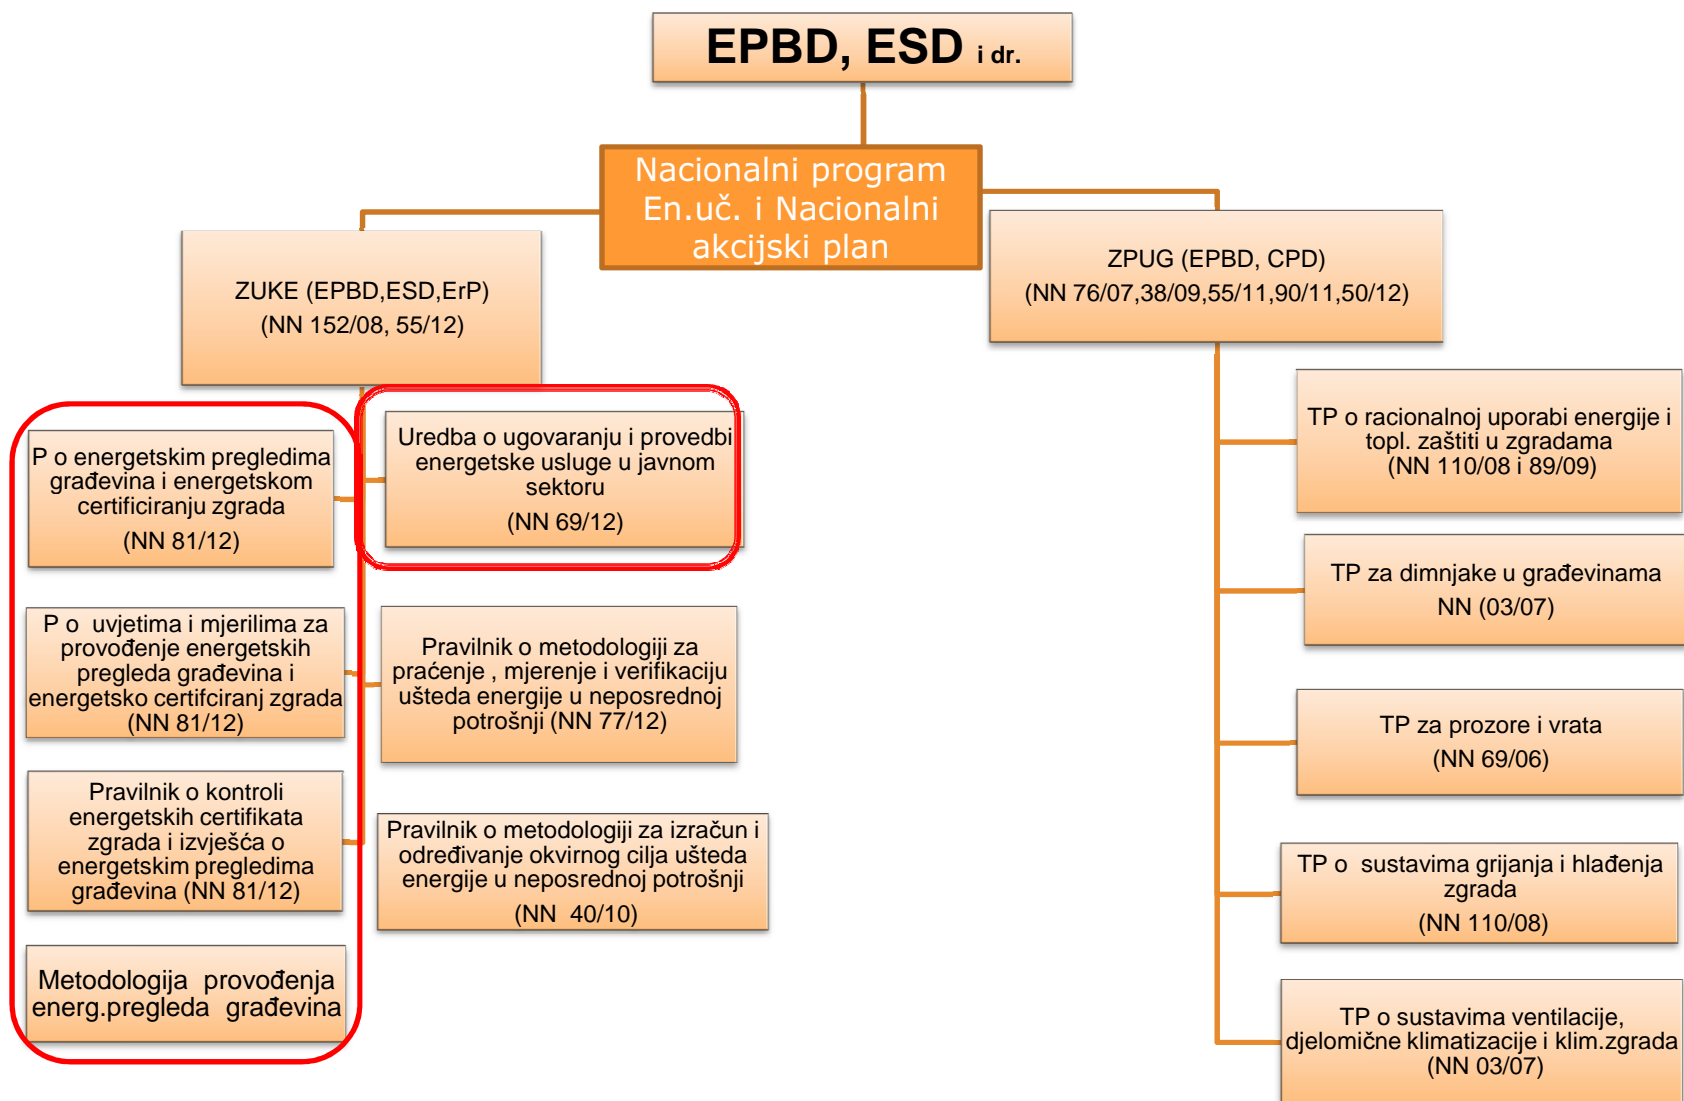 EPBD, ESD i dr.
Nacionalni program
En.uč. i Nacionalni
akcijski plan
ZUKE (EPBD,ESD,ErP)
(NN 152/08, 55/12)
ZPUG (EPBD, CPD)
(NN 76/07,38/09,55/11,90/11,50/12)
P o energetskim pregledima
građevina i energetskom
certificiranju zgrada
(NN 81/12)
P o  uvjetima i mjerilima za
provođenje energetskih
pregleda građevina i
energetsko certifciranj zgrada
(NN 81/12)
Pravilnik o kontroli
energetskih certifikata
zgrada i izvješća o
energetskim pregledima
građevina (NN 81/12)
Metodologija  provođenja
energ.pregleda  građevina
Uredba o ugovaranju i provedbi
energetske usluge u javnom
sektoru
(NN 69/12)
Pravilnik o metodologiji za
praćenje , mjerenje i verifikaciju
ušteda energije u neposrednoj
potrošnji (NN 77/12)
Pravilnik o metodologiji za izračun i
određivanje okvirnog cilja ušteda
energije u neposrednoj potrošnji
(NN  40/10)
TP o racionalnoj uporabi energije i
topl. zaštiti u zgradama
(NN 110/08 i 89/09)
TP za dimnjake u građevinama
NN (03/07)
TP za prozore i vrata
(NN 69/06)
TP o  sustavima grijanja i hlađenja
zgrada
(NN 110/08)
TP o sustavima ventilacije,
djelomične klimatizacije i klim.zgrada
(NN 03/07)